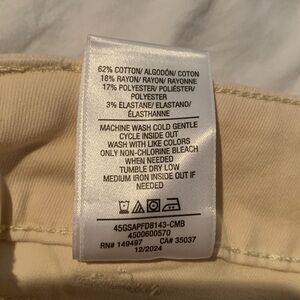 62% COTTON/ ALGODÓN/ COTON
18% RAYON/ RAYON/ RAYONNE
17% POLYESTER/ POLIÉSTER/
POLYESTER
3% ELASTANE/ ELASTANO/
ÉLASTHANNE
MACHINE WASH COLD GENTLE
CYCLE INSIDE OUT
WASH WITH LIKE COLORS
ONLY NON-CHLORINE BLEACH
WHEN NEEDED
TUMBLE DRY LOW
MEDIUM IRON INSIDE OUT IF
NEEDED
45GSAPFD8143-CMB
4500600570
RN# 149497 CA# 35037
12/2024